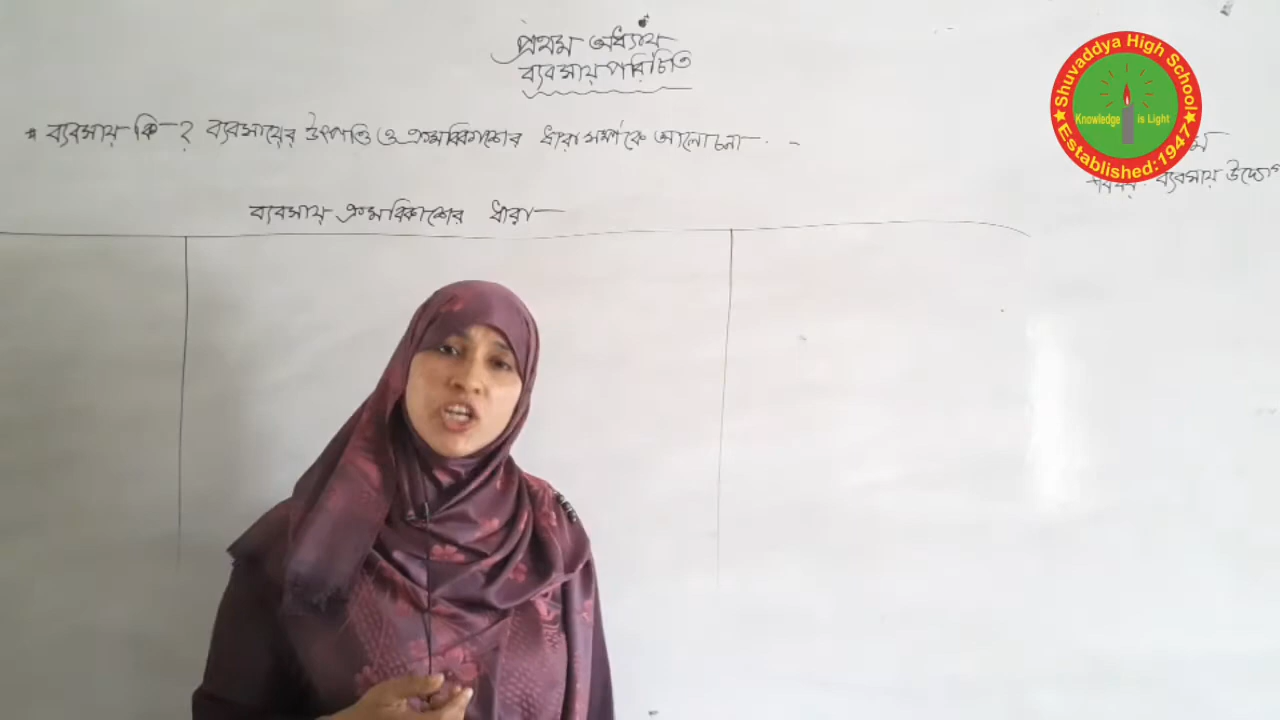 প্রথম অধ্যায়
ব্যবসায় পরিচিতি
* ব্যবসায় কি? ব্যবসায়ের উৎপত্তি ও ক্রমবিকাশের ধারা সম্পর্কে আলোচনা
ব্যবসায় উদ্যোগ
ব্যবসায় ক্রমবিকাশের ধারা
★ Shuvaddya High School ★
Knowledge is Light
Established:1947